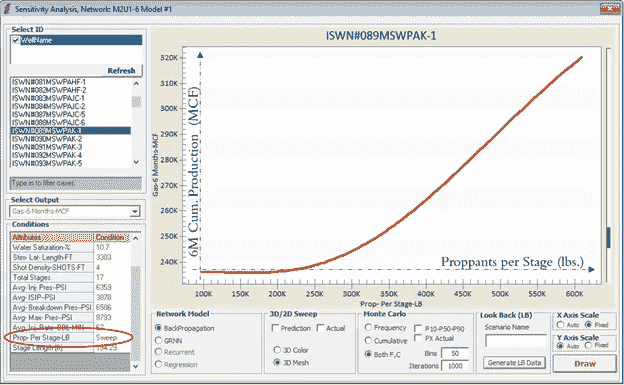 Sensitivity Analysis, Network: M2U1-6 Model #1
Select ID
WellName
Refresh
ISWN#081MSWPAHF-1
ISWN#082MSWPAHF-2
ISWN#083MSWPAJC-1
ISWN#084MSWPAJC-2
ISWN#087MSWPAJC-5
ISWN#088MSWPAJC-6
ISWN#089MSWPAK-1
ISWN#090MSWPAK-2
ISWN#091MSWPAK-3
ISWN#092MSWPAK-4
ISWN#093MSWPAK-5
Type in to filter cases.
Select Output
Gas-6 Months-MCF
Conditions
Attributes Condition
Water Saturation-% 10.7
Stim- Lat- Length-FT 3303
Shot Density-SHOTS-FT 4
Total Stages 17
Avg- Inj- Pres--PSI 6359
Avg- ISIP--PSI 3878
Avg- Breakdown Pres--PSI 6506
Avg- Max- Pres--PSI 8793
Avg- Inj- Rate--BBL-MIN 62
Prop- Per Stage-LB Sweep
Stage Length(ft) 194.29
ISWN#089MSWPAK-1
320K
310K
300K
290K
280K
270K
260K
250K
240K
Gas-6 Months-MCF
6M Cum. Production (MCF)
Proppants per Stage (lbs.)
100K 150K 200K 250K 300K 350K 400K 450K 500K 550K 600K
Prop- Per Stage-LB
Network Model
BackPropagation
GRNN
Recurrent
Regression
3D/2D Sweep
Prediction Actual
3D Color
3D Mesh
Monte Carlo
Frequency P10-P50-P90
Cumulative PX Actual
Both F,C Bins 50
Iterations 1000
Look Back (LB)
Scenario Name
Generate LB Data
X Axis Scale
Auto Fixed
Y Axis Scale
Auto Fixed
Draw